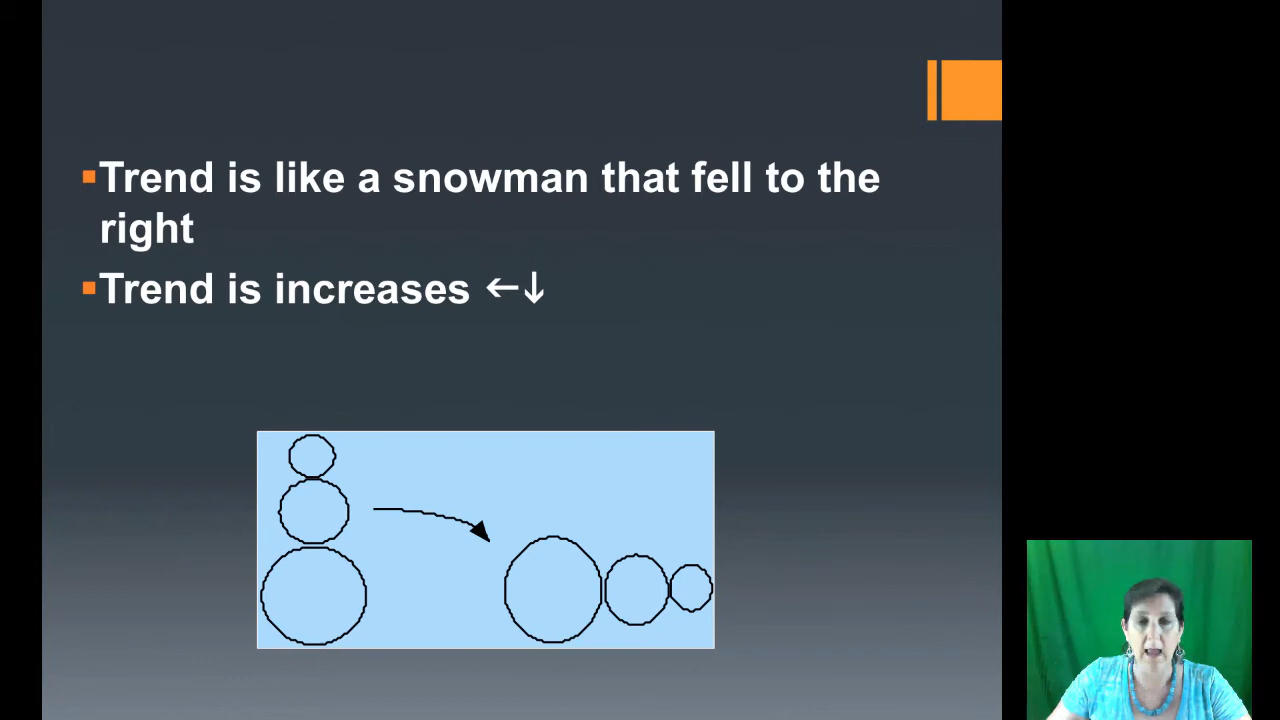 ▪Trend is like a snowman that fell to the
right
▪Trend is increases ←↓